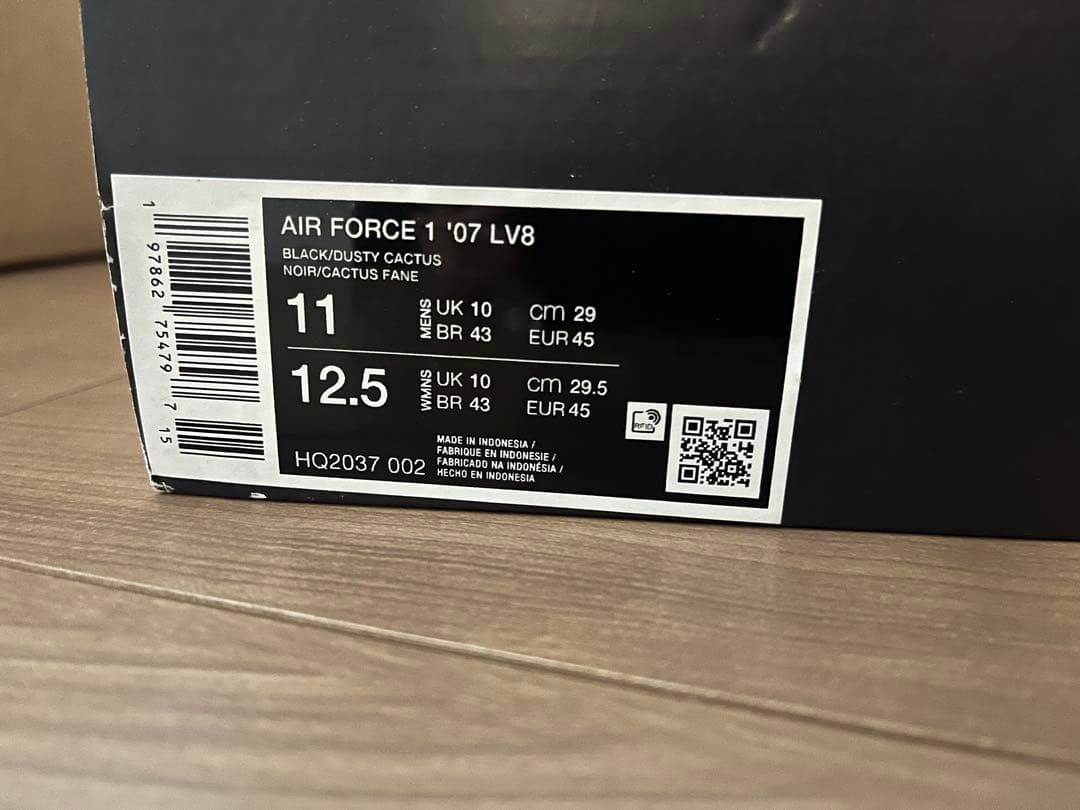 AIR FORCE 1 '07 LV8
BLACK/DUSTY CACTUS
NOIR/CACTUS FANE
11 MENS UK 10 cm 29
BR 43 EUR 45
12.5 WMNS UK 10 cm 29.5
BR 43 EUR 45
RFID
HQ2037 002
MADE IN INDONESIA /
FABRIQUE EN INDONESIE /
FABRICADO NA INDONÉSIA /
HECHO EN INDONESIA
1 97862 75479 7 15